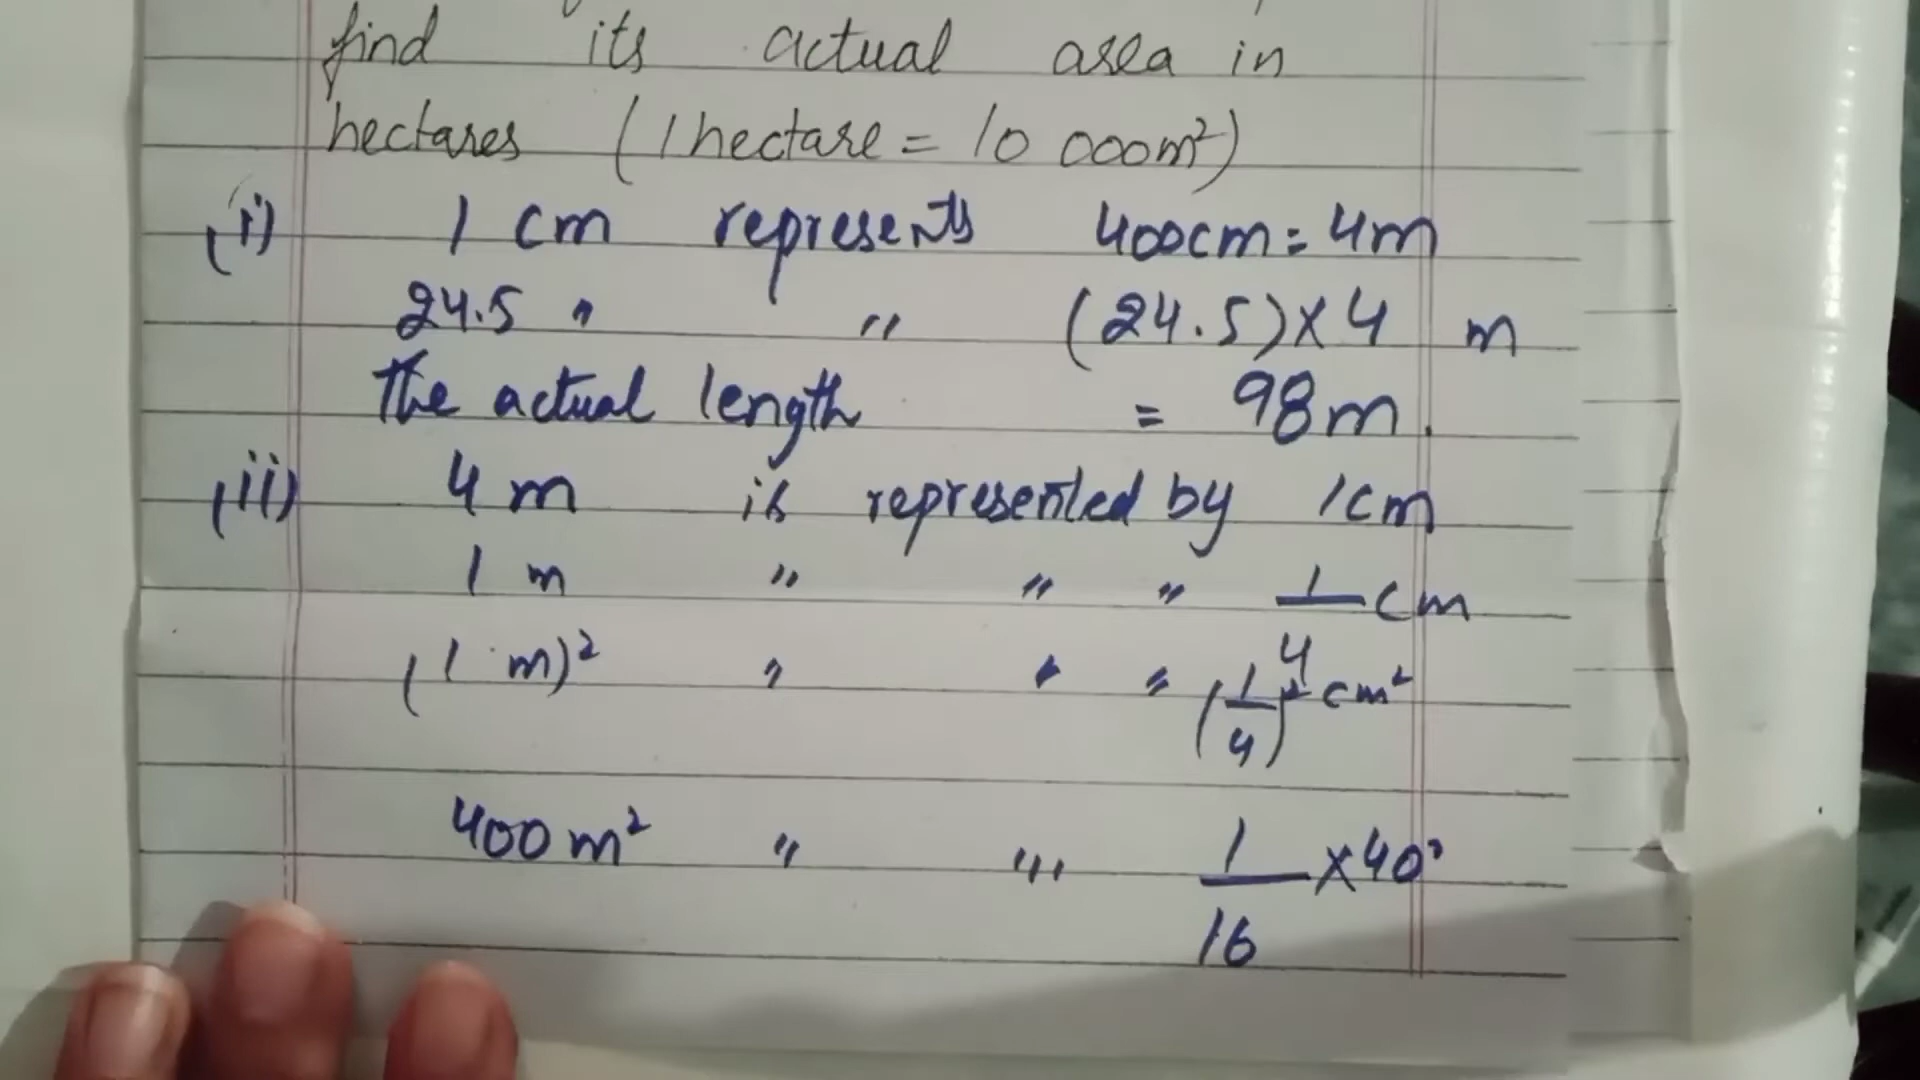 find its actual area in
hectares (1 hectare = 10 000m²)
(i) 1 cm represents 400cm = 4m
24.5 " " (24.5)×4 m
The actual length = 98m.
(ii) 4 m is represented by 1cm
1 m " " " 1/4 cm
(1 m)² " " " (1/4)² cm²
400 m² " "" 1/16 ×400